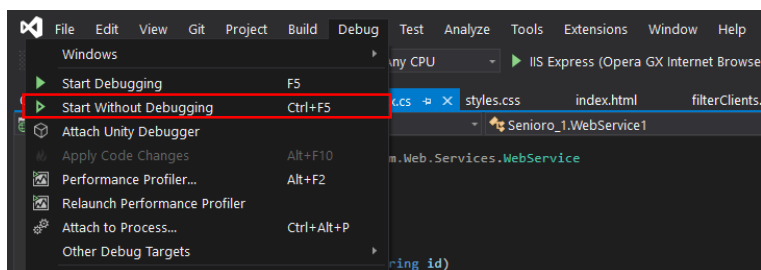 File Edit View Git Project Build Debug Test Analyze Tools Extensions Window Help
Windows
ny CPU
IIS Express (Opera GX Internet Browse
Start Debugging F5
Start Without Debugging Ctrl+F5
.cs styles.css index.html filterClients.
Attach Unity Debugger
Senioro_1.WebService1
Apply Code Changes Alt+F10
m.Web.Services.WebService
Performance Profiler... Alt+F2
Relaunch Performance Profiler
Attach to Process... Ctrl+Alt+P
Other Debug Targets
ring id)